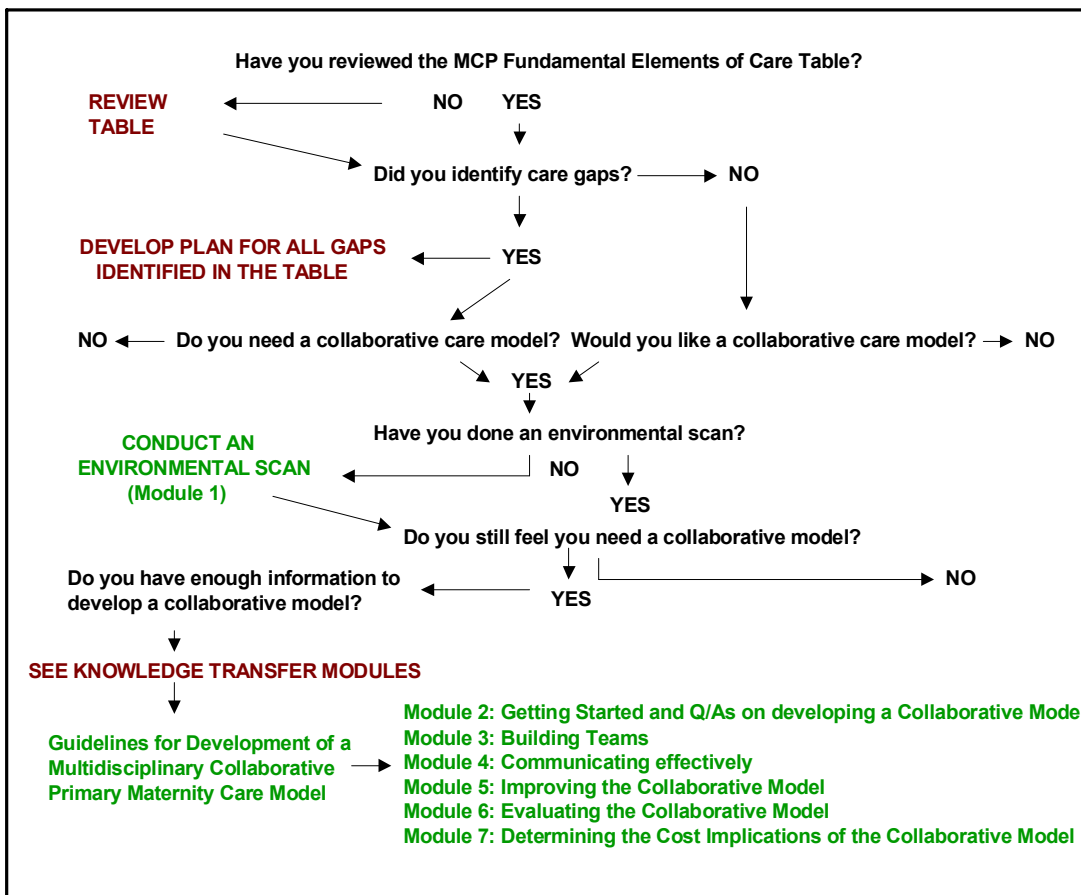 Have you reviewed the MCP Fundamental Elements of Care Table?
REVIEW
TABLE
NO YES
Did you identify care gaps? NO
DEVELOP PLAN FOR ALL GAPS
IDENTIFIED IN THE TABLE
YES
NO Do you need a collaborative care model? Would you like a collaborative care model? NO
YES
Have you done an environmental scan?
CONDUCT AN
ENVIRONMENTAL SCAN
(Module 1)
NO
YES
Do you still feel you need a collaborative model?
Do you have enough information to
develop a collaborative model?
YES
NO
SEE KNOWLEDGE TRANSFER MODULES
Guidelines for Development of a
Multidisciplinary Collaborative
Primary Maternity Care Model
Module 2: Getting Started and Q/As on developing a Collaborative Mode
Module 3: Building Teams
Module 4: Communicating effectively
Module 5: Improving the Collaborative Model
Module 6: Evaluating the Collaborative Model
Module 7: Determining the Cost Implications of the Collaborative Model